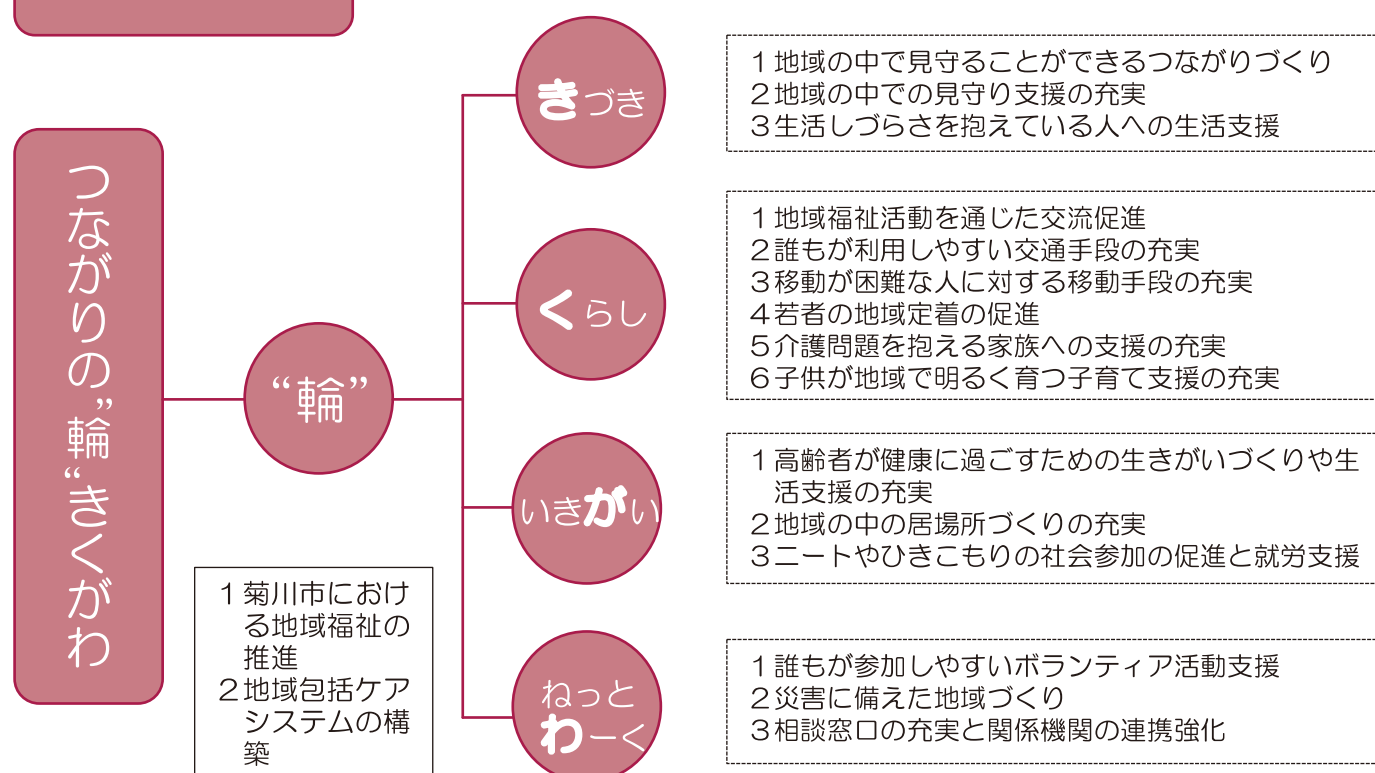 つながりの”輪“きくがわ
“輪”
1 菊川市におけ
る地域福祉の
推進
2 地域包括ケア
システムの構
築
きづき
1 地域の中で見守ることができるつながりづくり
2 地域の中での見守り支援の充実
3 生活しづらさを抱えている人への生活支援
くらし
1 地域福祉活動を通じた交流促進
2 誰もが利用しやすい交通手段の充実
3 移動が困難な人に対する移動手段の充実
4 若者の地域定着の促進
5 介護問題を抱える家族への支援の充実
6 子供が地域で明るく育つ子育て支援の充実
いきがい
1 高齢者が健康に過ごすための生きがいづくりや生
活支援の充実
2 地域の中の居場所づくりの充実
3 ニートやひきこもりの社会参加の促進と就労支援
ねっと
わーく
1 誰もが参加しやすいボランティア活動支援
2 災害に備えた地域づくり
3 相談窓口の充実と関係機関の連携強化